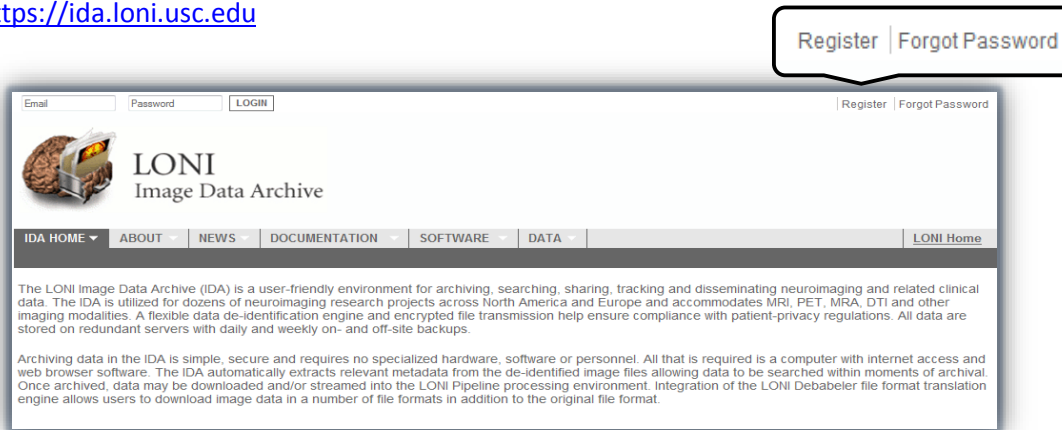 ttps://ida.loni.usc.edu
Register | Forgot Password
Email Password LOGIN | Register | Forgot Password
LONI
Image Data Archive
IDA HOME ABOUT NEWS DOCUMENTATION SOFTWARE DATA LONI Home
The LONI Image Data Archive (IDA) is a user-friendly environment for archiving, searching, sharing, tracking and disseminating neuroimaging and related clinical
data. The IDA is utilized for dozens of neuroimaging research projects across North America and Europe and accommodates MRI, PET, MRA, DTI and other
imaging modalities. A flexible data de-identification engine and encrypted file transmission help ensure compliance with patient-privacy regulations. All data are
stored on redundant servers with daily and weekly on- and off-site backups.
Archiving data in the IDA is simple, secure and requires no specialized hardware, software or personnel. All that is required is a computer with internet access and
web browser software. The IDA automatically extracts relevant metadata from the de-identified image files allowing data to be searched within moments of archival.
Once archived, data may be downloaded and/or streamed into the LONI Pipeline processing environment. Integration of the LONI Debabeler file format translation
engine allows users to download image data in a number of file formats in addition to the original file format.